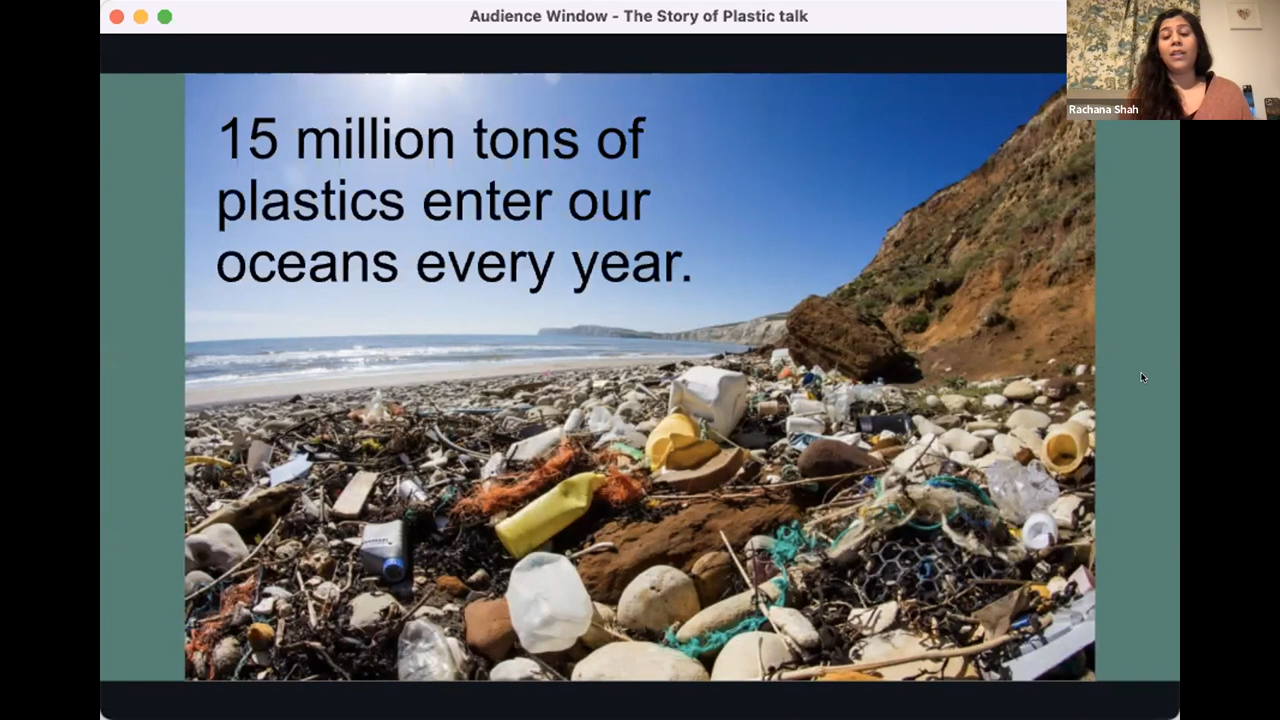 Audience Window - The Story of Plastic talk
Rachana Shah
15 million tons of
plastics enter our
oceans every year.